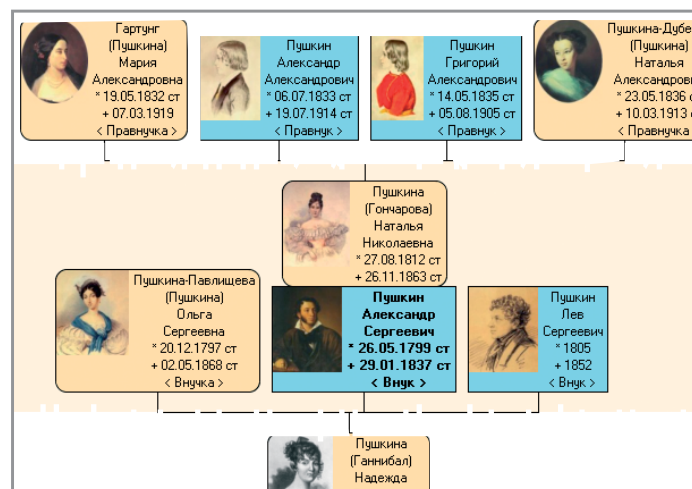 Гартунг
(Пушкина)
Мария
Александровна
* 19.05.1832 ст
+ 07.03.1919
< Правнучка >
Пушкин
Александр
Александрович
* 06.07.1833 ст
+ 19.07.1914 ст
< Правнук >
Пушкин
Григорий
Александрович
* 14.05.1835 ст
+ 05.08.1905 ст
< Правнук >
Пушкина-Дубе
(Пушкина)
Наталья
Александров
* 23.05.1836 с
+ 10.03.1913 с
< Правнучка
Пушкина
(Гончарова)
Наталья
Николаевна
* 27.08.1812 ст
+ 26.11.1863 ст
Пушкина-Павлищева
(Пушкина)
Ольга
Сергеевна
* 20.12.1797 ст
+ 02.05.1868 ст
< Внучка >
Пушкин
Александр
Сергеевич
* 26.05.1799 ст
+ 29.01.1837 ст
< Внук >
Пушкин
Лев
Сергеевич
* 1805
+ 1852
< Внук >
Пушкина
(Ганнибал)
Надежда